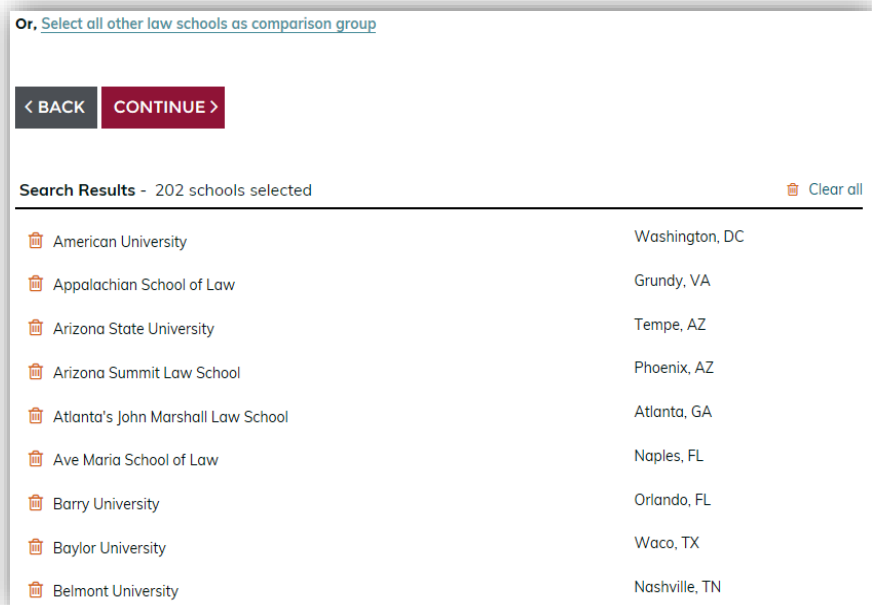 Or, Select all other law schools as comparison group
< BACK CONTINUE >
Search Results - 202 schools selected Clear all
American University Washington, DC
Appalachian School of Law Grundy, VA
Arizona State University Tempe, AZ
Arizona Summit Law School Phoenix, AZ
Atlanta's John Marshall Law School Atlanta, GA
Ave Maria School of Law Naples, FL
Barry University Orlando, FL
Baylor University Waco, TX
Belmont University Nashville, TN